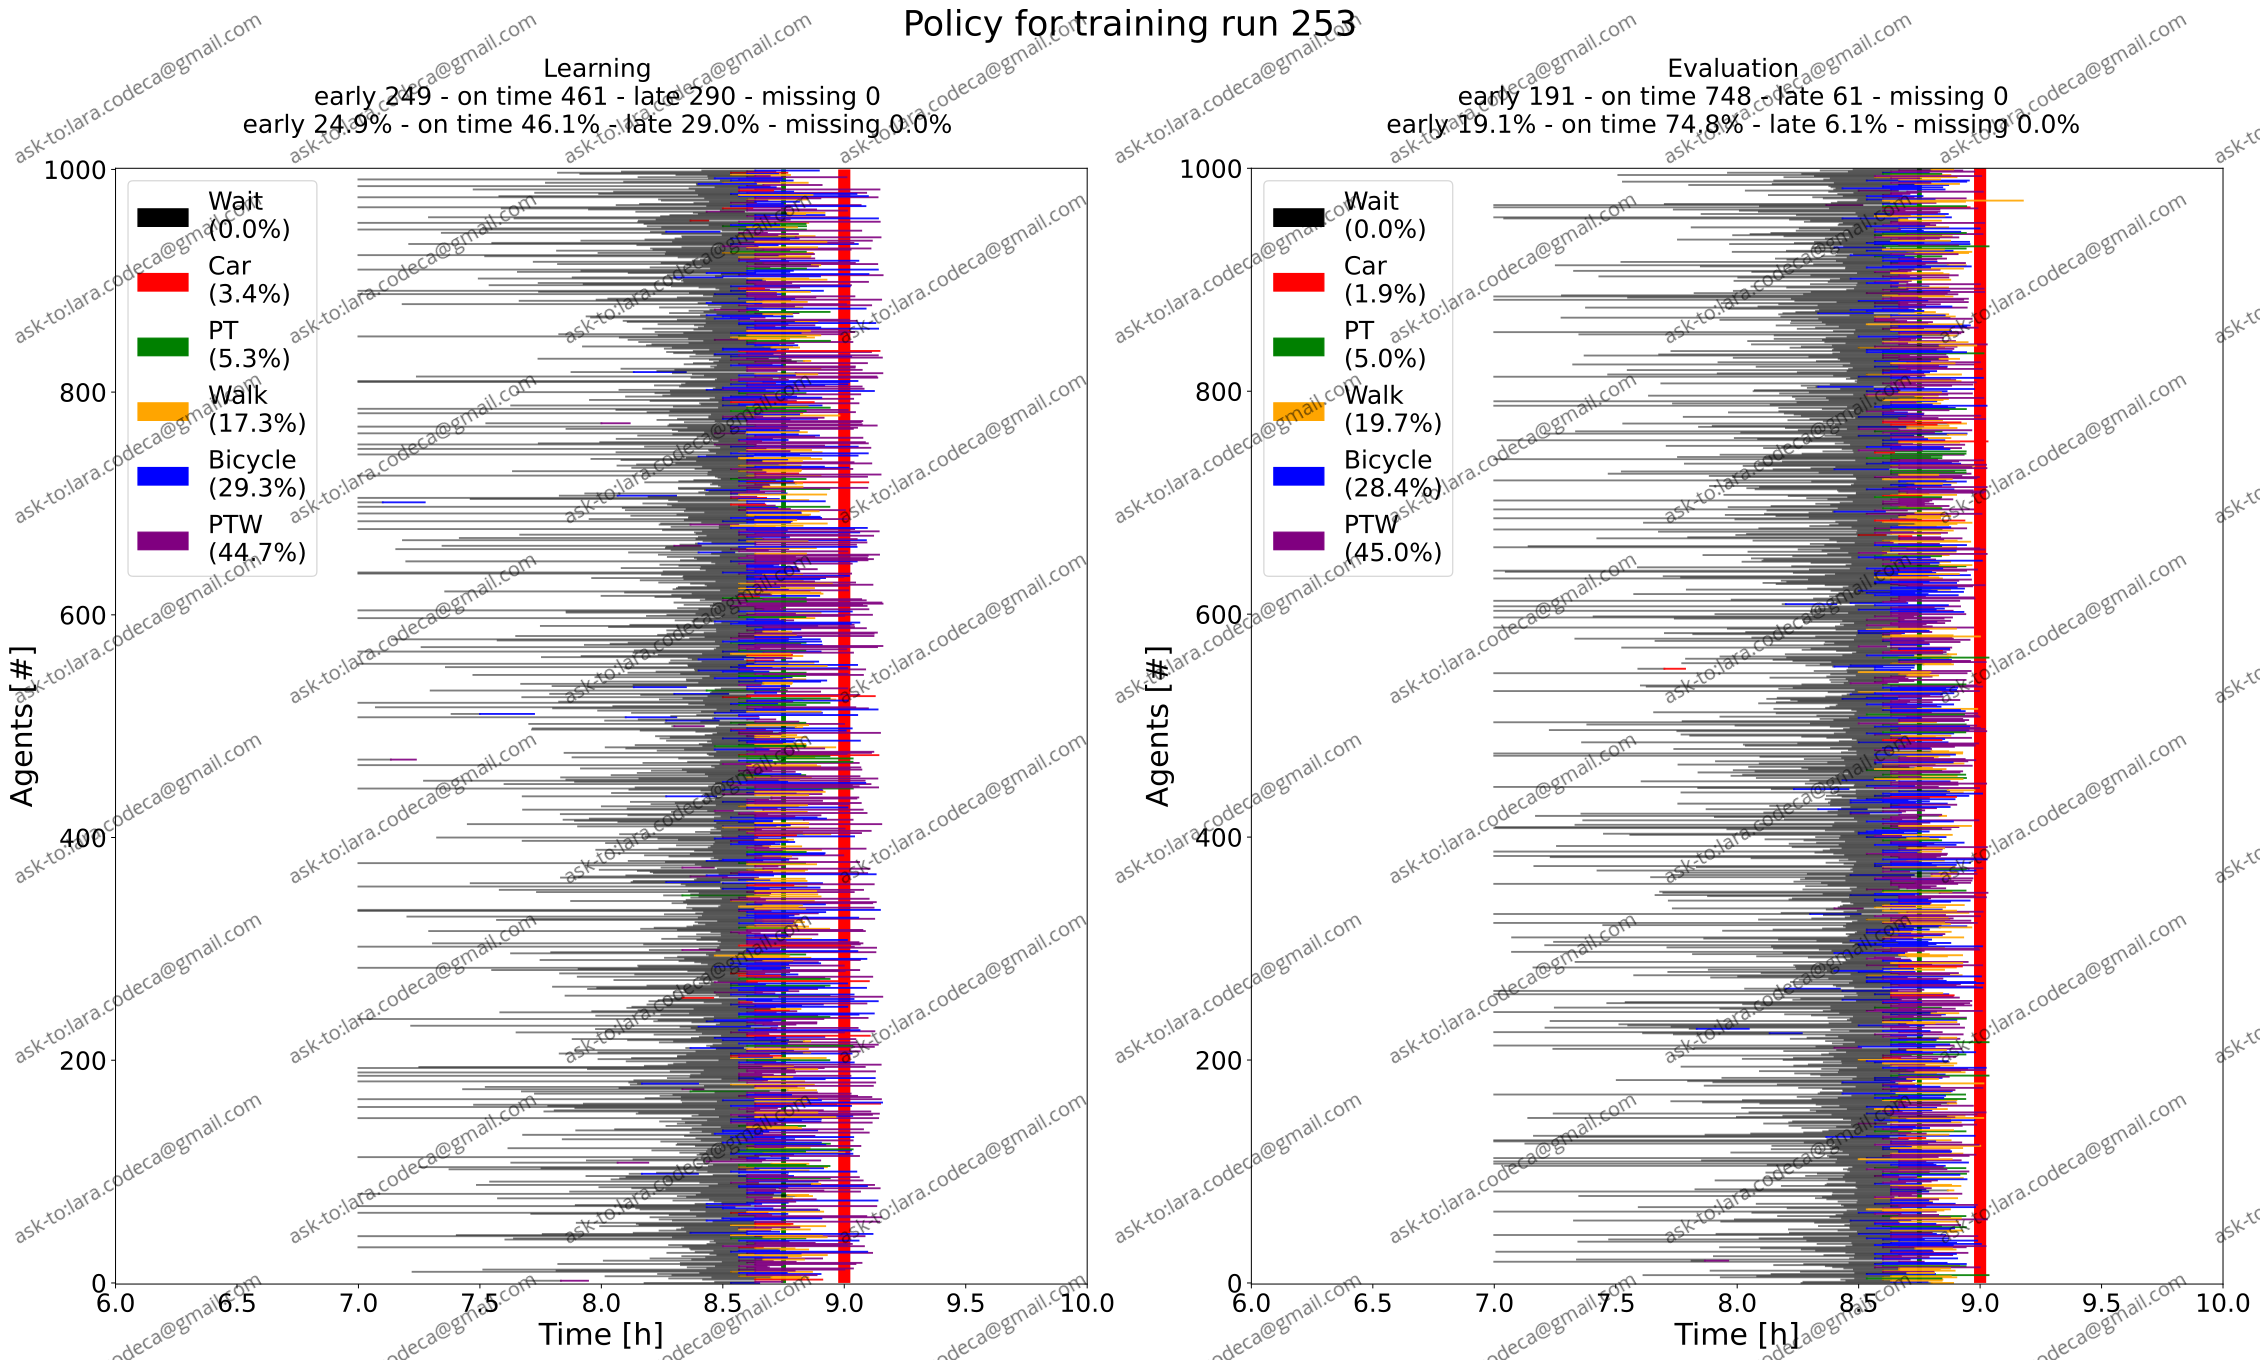 Policy for training run 253
Learning
early 249 - on time 461 - late 290 - missing 0
early 24.9% - on time 46.1% - late 29.0% - missing 0.0%
Agents [#]
1000
800
600
400
200
0
Wait
(0.0%)
Car
(3.4%)
PT
(5.3%)
Walk
(17.3%)
Bicycle
(29.3%)
PTW
(44.7%)
6.0 6.5 7.0 7.5 8.0 8.5 9.0 9.5 10.0
Time [h]
Evaluation
early 191 - on time 748 - late 61 - missing 0
early 19.1% - on time 74.8% - late 6.1% - missing 0.0%
Agents [#]
1000
800
600
400
200
0
Wait
(0.0%)
Car
(1.9%)
PT
(5.0%)
Walk
(19.7%)
Bicycle
(28.4%)
PTW
(45.0%)
6.0 6.5 7.0 7.5 8.0 8.5 9.0 9.5 10.0
Time [h]
ask-to:lara.codeca@gmail.com